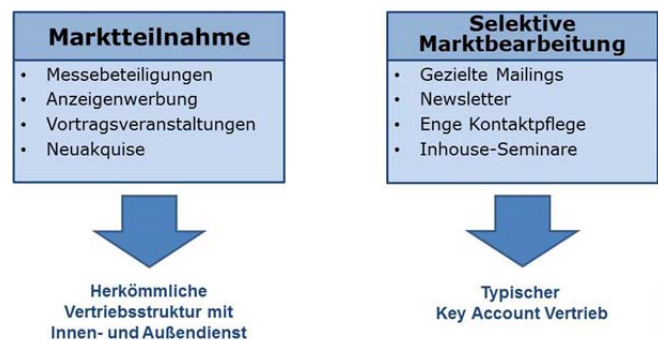 Marktteilnahme
• Messebeteiligungen
• Anzeigenwerbung
• Vortragsveranstaltungen
• Neuakquise
Herkömmliche
Vertriebsstruktur mit
Innen- und Außendienst
Selektive
Marktbearbeitung
• Gezielte Mailings
• Newsletter
• Enge Kontaktpflege
• Inhouse-Seminare
Typischer
Key Account Vertrieb